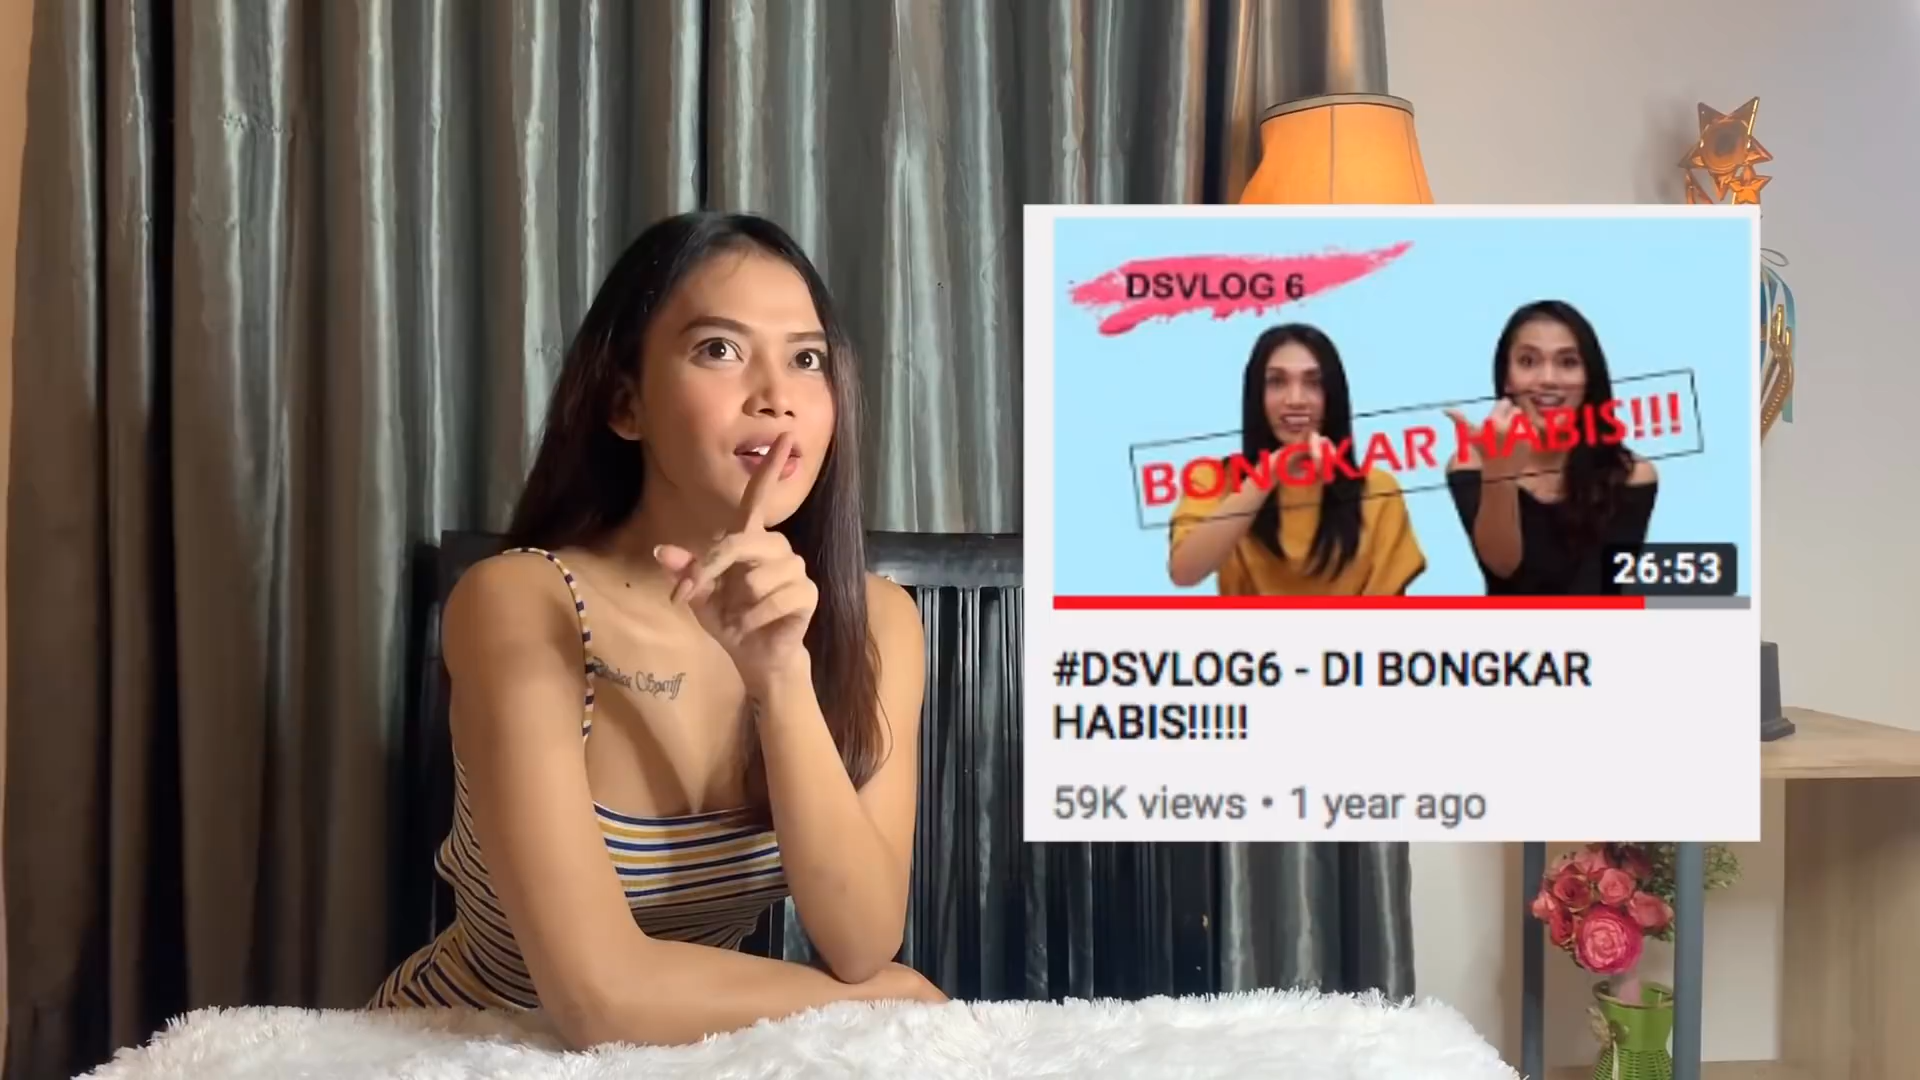 DSVLOG 6
BONGKAR HABIS!!!
26:53
#DSVLOG6 - DI BONGKAR
HABIS!!!!!
59K views • 1 year ago